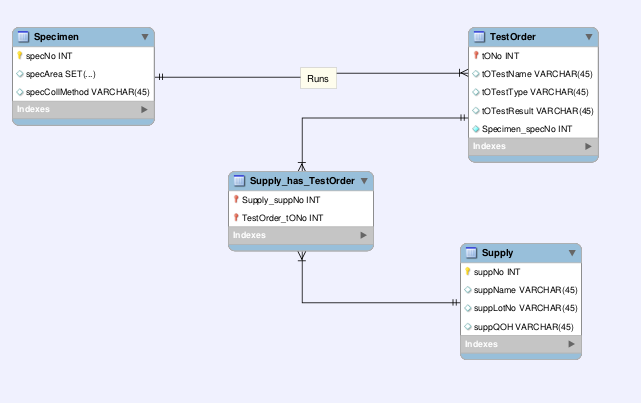 Specimen
specNo INT
specArea SET(...)
specCollMethod VARCHAR(45)
Indexes
Runs
TestOrder
tONo INT
tOTestName VARCHAR(45)
tOTestType VARCHAR(45)
tOTestResult VARCHAR(45)
Specimen_specNo INT
Indexes
Supply_has_TestOrder
Supply_suppNo INT
TestOrder_tONo INT
Indexes
Supply
suppNo INT
suppName VARCHAR(45)
suppLotNo VARCHAR(45)
suppQOH VARCHAR(45)
Indexes